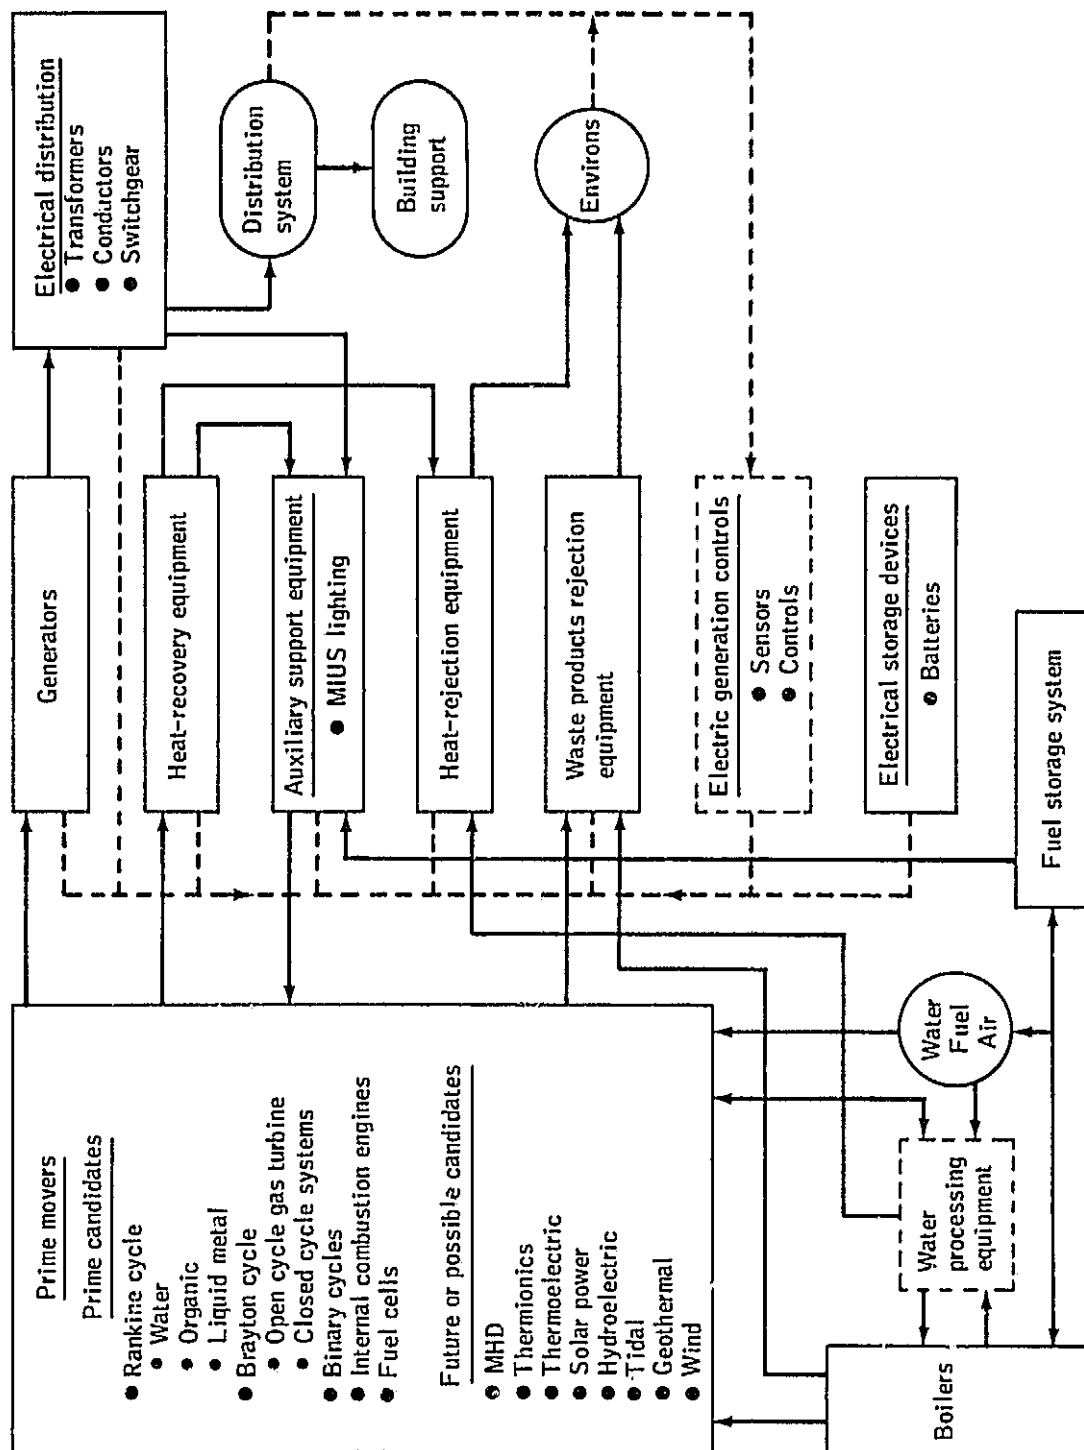 Prime movers
Prime candidates
● Rankine cycle
● Water
● Organic
● Liquid metal
● Brayton cycle
● Open cycle gas turbine
● Closed cycle systems
● Binary cycles
● Internal combustion engines
● Fuel cells
Future or possible candidates
● MHD
● Thermionics
● Thermoelectric
● Solar power
● Hydroelectric
● Tidal
● Geothermal
● Wind
Boilers
Water
processing
equipment
Water
Fuel
Air
Fuel storage system
Generators
Heat-recovery equipment
Auxiliary support equipment
● MIUS lighting
Heat-rejection equipment
Waste products rejection
equipment
Electric generation controls
● Sensors
● Controls
Electrical storage devices
● Batteries
Electrical distribution
● Transformers
● Conductors
● Switchgear
Distribution
system
Building
support
Environs